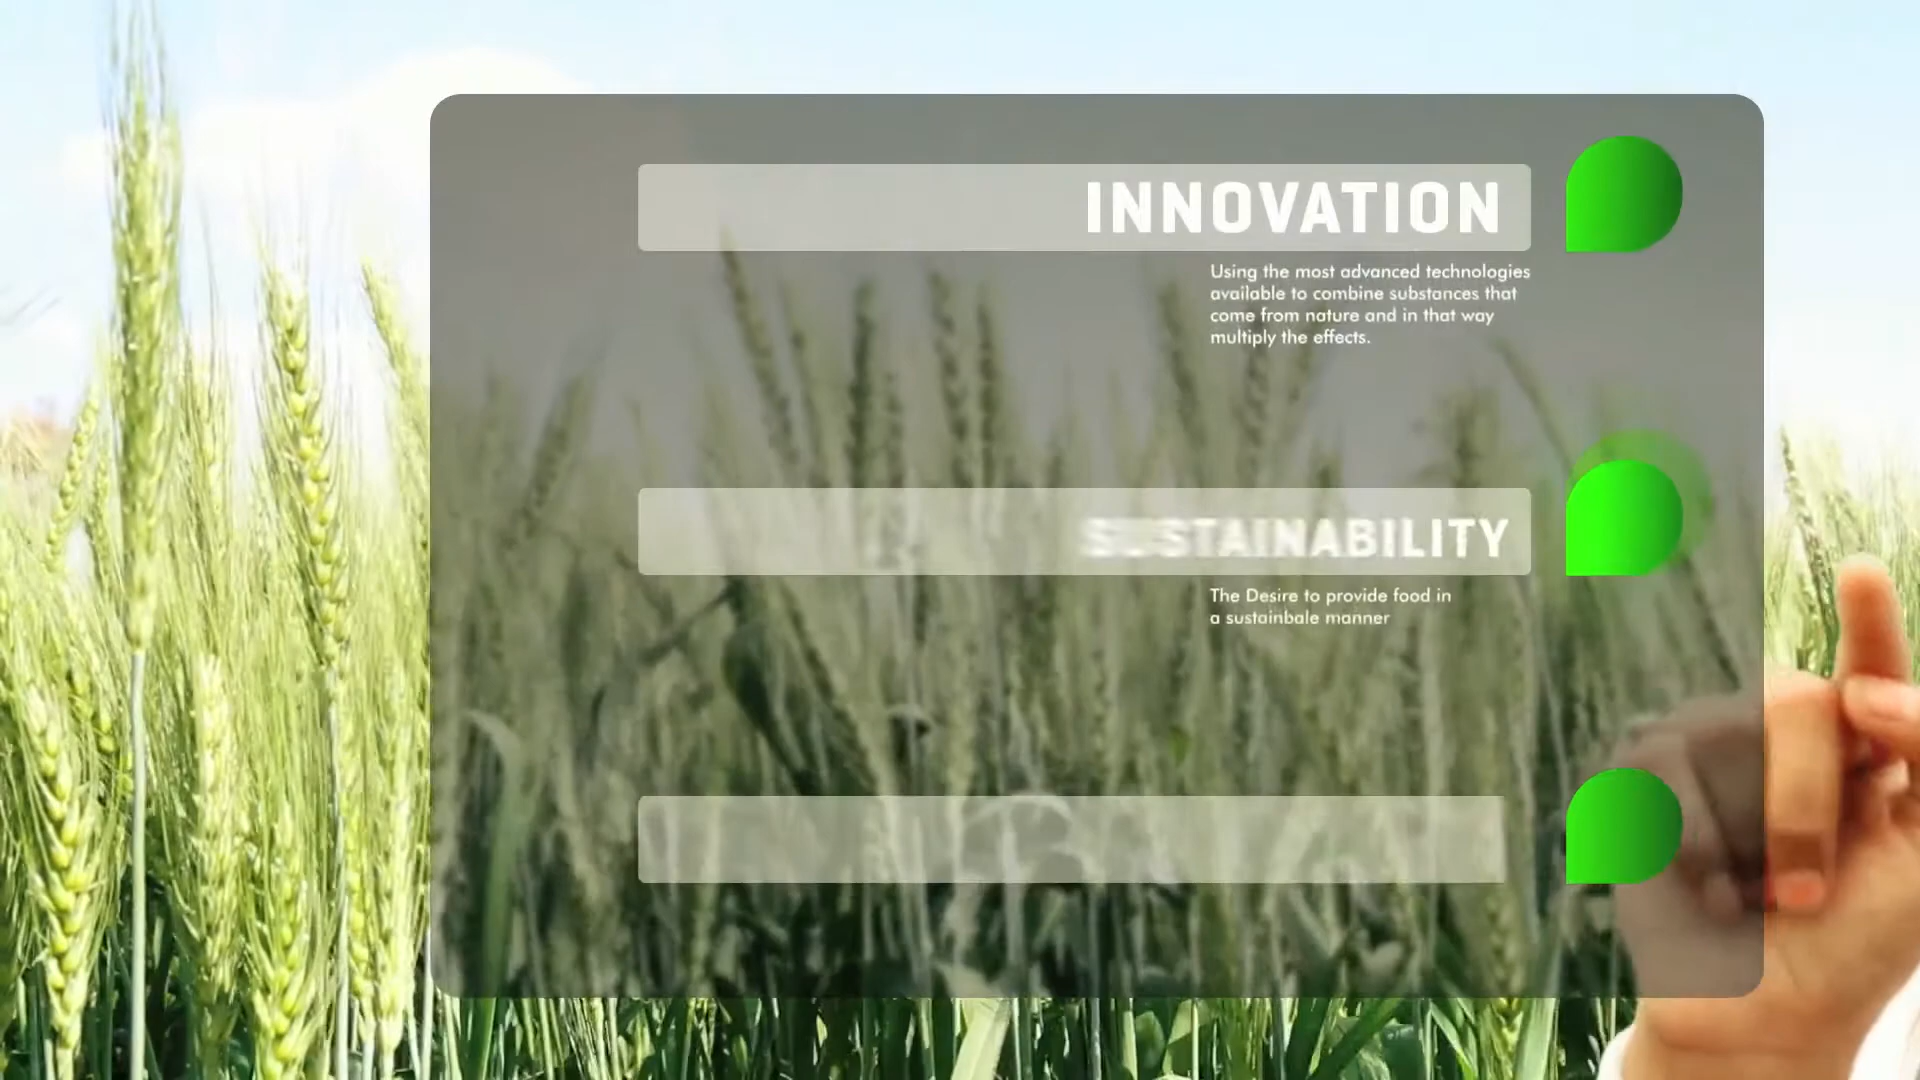 INNOVATION
Using the most advanced technologies
available to combine substances that
come from nature and in that way
multiply the effects.
SUSTAINABILITY
The Desire to provide food in
a sustainbale manner